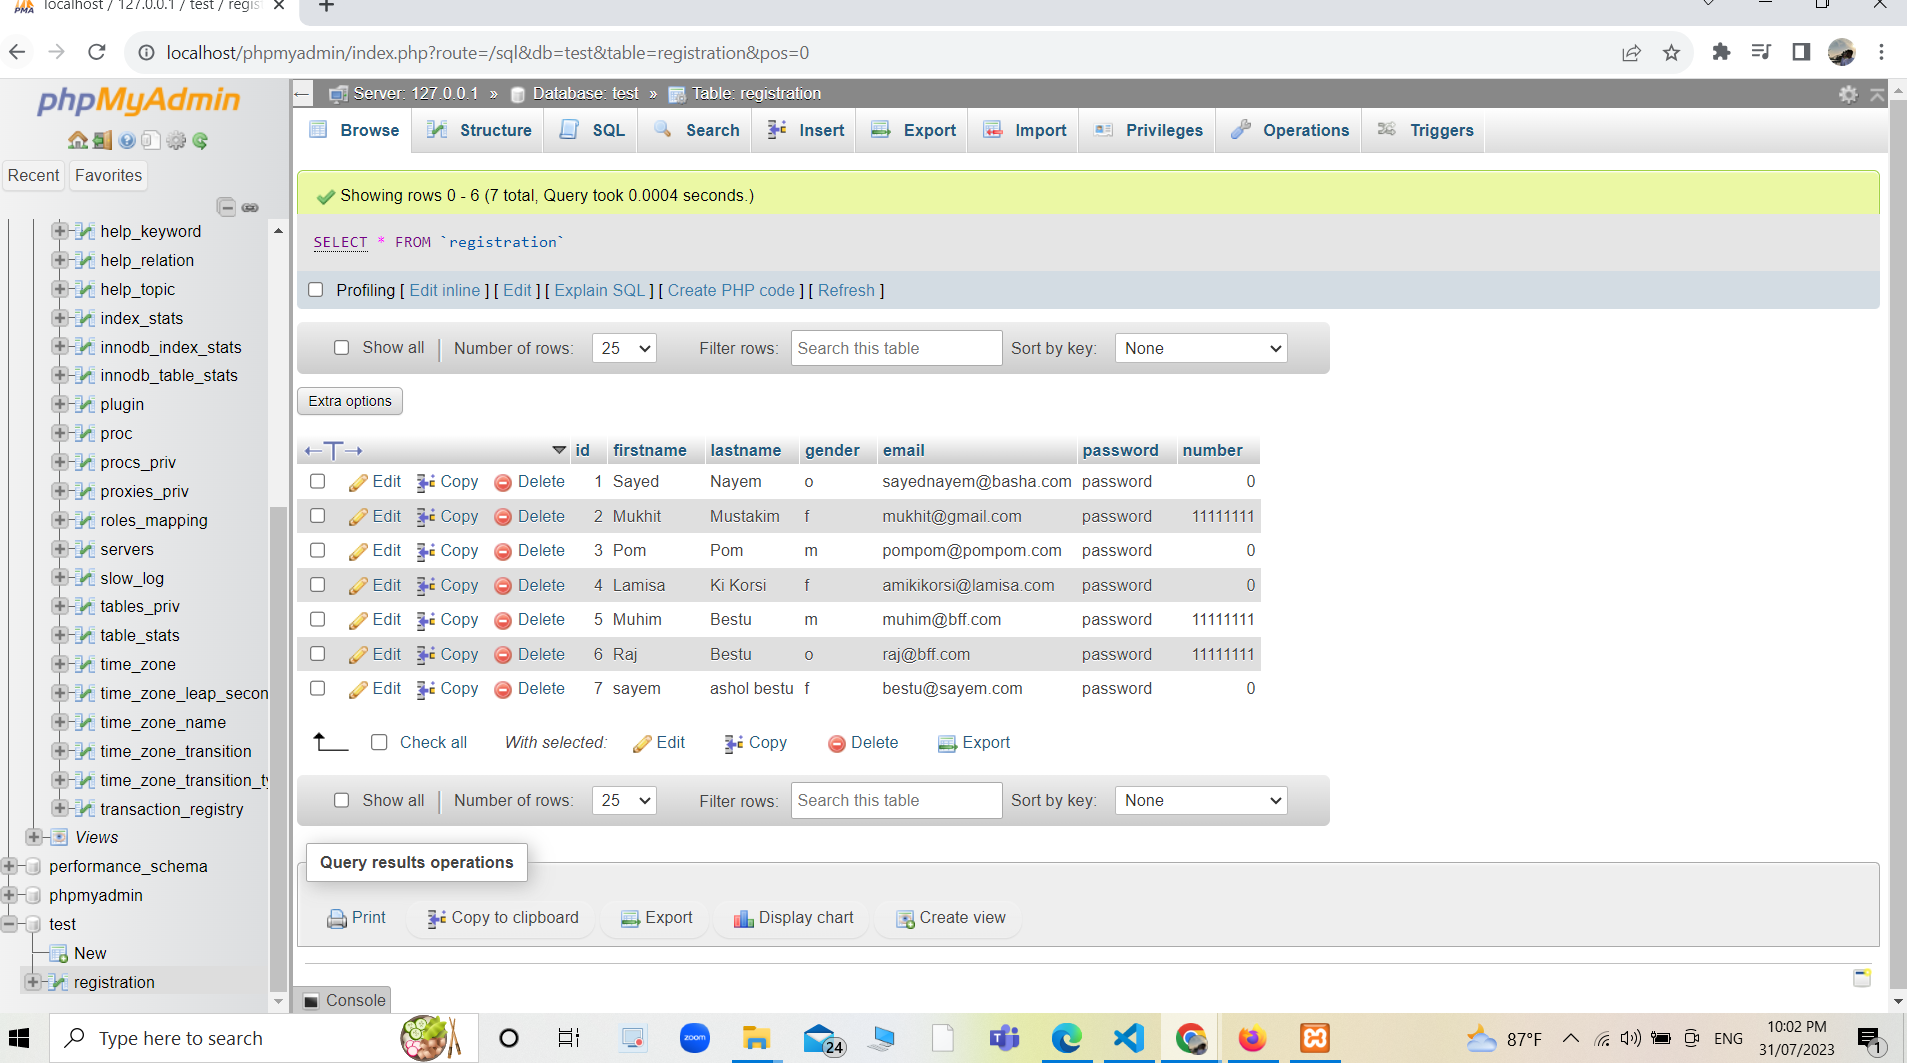 localhost / 127.0.0.1 / test / regis
localhost/phpmyadmin/index.php?route=/sql&db=test&table=registration&pos=0
phpMyAdmin
Recent
Favorites
help_keyword
help_relation
help_topic
index_stats
innodb_index_stats
innodb_table_stats
plugin
proc
procs_priv
proxies_priv
roles_mapping
servers
slow_log
tables_priv
table_stats
time_zone
time_zone_leap_secon
time_zone_name
time_zone_transition
time_zone_transition_ty
transaction_registry
Views
performance_schema
phpmyadmin
test
New
registration
Server: 127.0.0.1 » Database: test » Table: registration
Browse Structure SQL Search Insert Export Import Privileges Operations Triggers
Showing rows 0 - 6 (7 total, Query took 0.0004 seconds.)
SELECT * FROM `registration`
Profiling [ Edit inline ] [ Edit ] [ Explain SQL ] [ Create PHP code ] [ Refresh ]
Show all Number of rows: 25 Filter rows: Search this table Sort by key: None
Extra options
←T→ id firstname lastname gender email password number
Edit Copy Delete 1 Sayed Nayem o sayednayem@basha.com password 0
Edit Copy Delete 2 Mukhit Mustakim f mukhit@gmail.com password 11111111
Edit Copy Delete 3 Pom Pom m pompom@pompom.com password 0
Edit Copy Delete 4 Lamisa Ki Korsi f amikikorsi@lamisa.com password 0
Edit Copy Delete 5 Muhim Bestu m muhim@bff.com password 11111111
Edit Copy Delete 6 Raj Bestu o raj@bff.com password 11111111
Edit Copy Delete 7 sayem ashol bestu f bestu@sayem.com password 0
Check all With selected: Edit Copy Delete Export
Show all Number of rows: 25 Filter rows: Search this table Sort by key: None
Query results operations
Print Copy to clipboard Export Display chart Create view
Console
Type here to search
zoom
24
87°F
ENG
10:02 PM
31/07/2023
1